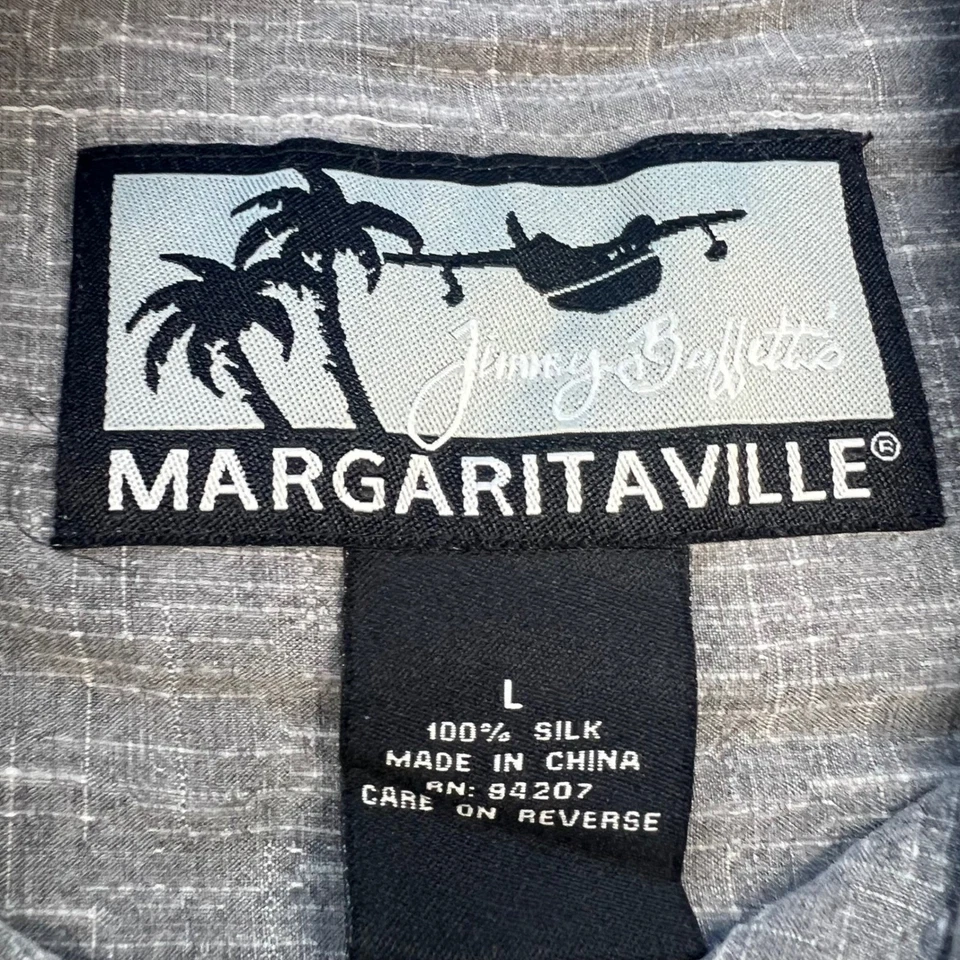 Jimmy Buffett's
MARGARITAVILLE®
L
100% SILK
MADE IN CHINA
RN: 94207
CARE ON REVERSE